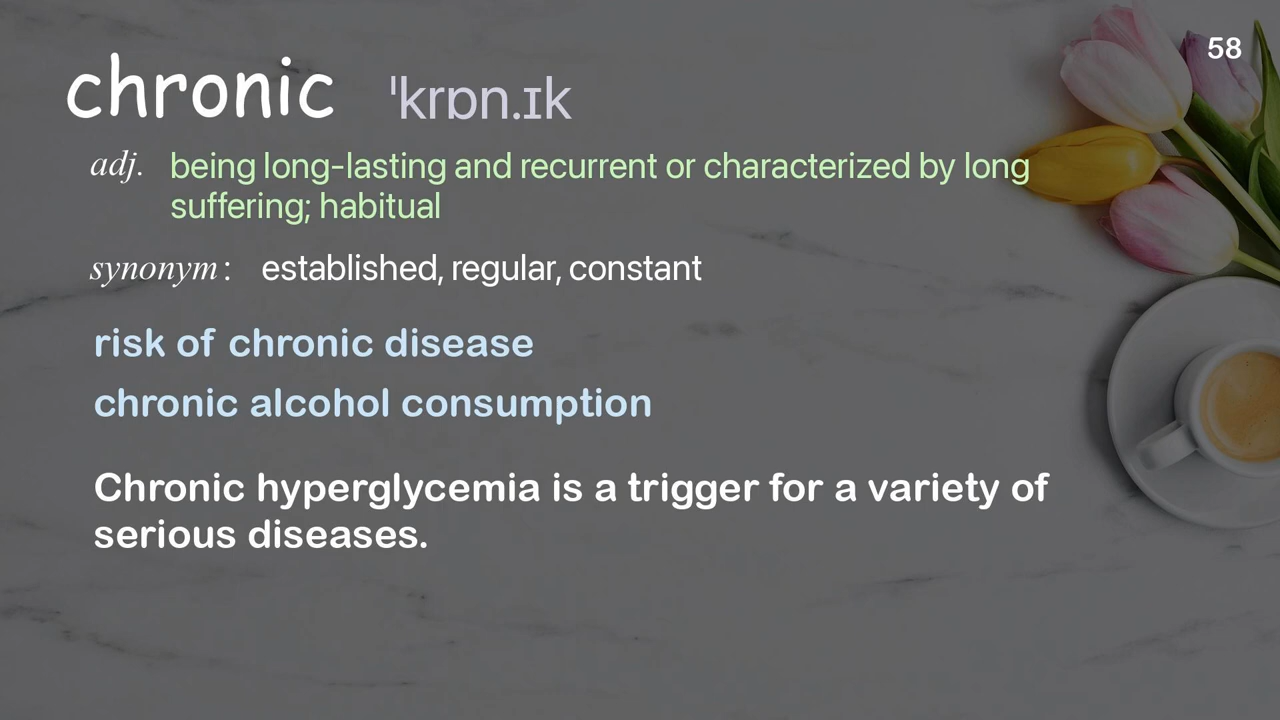 58
chronic ˈkrɒn.ɪk
adj. being long-lasting and recurrent or characterized by long
suffering; habitual
synonym: established, regular, constant
risk of chronic disease
chronic alcohol consumption
Chronic hyperglycemia is a trigger for a variety of
serious diseases.